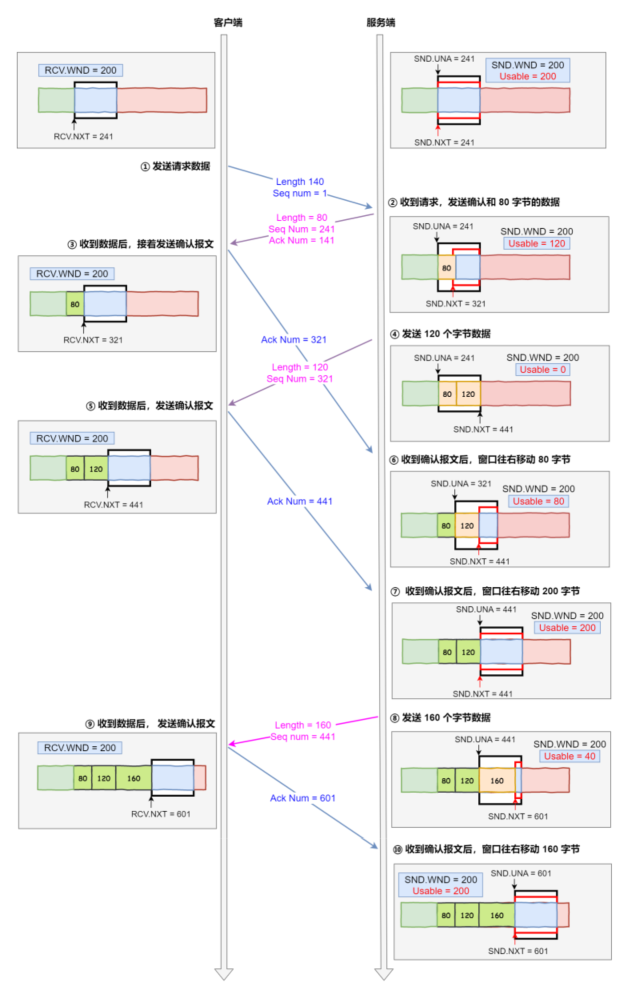 客户端
服务端
RCV.WND = 200
RCV.NXT = 241
SND.UNA = 241
SND.WND = 200
Usable = 200
SND.NXT = 241
① 发送请求数据
Length 140
Seq num = 1
② 收到请求，发送确认和 80 字节的数据
Length = 80
Seq Num = 241
Ack Num = 141
SND.UNA = 241
SND.WND = 200
Usable = 120
80
SND.NXT = 321
③ 收到数据后，接着发送确认报文
RCV.WND = 200
80
RCV.NXT = 321
Ack Num = 321
④ 发送 120 个字节数据
Length = 120
Seq Num = 321
SND.UNA = 241
SND.WND = 200
Usable = 0
80
120
SND.NXT = 441
⑤ 收到数据后，发送确认报文
RCV.WND = 200
80
120
RCV.NXT = 441
Ack Num = 441
⑥ 收到确认报文后，窗口往右移动 80 字节
SND.UNA = 321
SND.WND = 200
Usable = 80
80
120
SND.NXT = 441
⑦ 收到确认报文后，窗口往右移动 200 字节
SND.UNA = 441
SND.WND = 200
Usable = 200
80
120
SND.NXT = 441
⑧ 发送 160 个字节数据
Length = 160
Seq num = 441
SND.UNA = 441
SND.WND = 200
Usable = 40
80
120
160
SND.NXT = 601
⑨ 收到数据后， 发送确认报文
RCV.WND = 200
80
120
160
RCV.NXT = 601
Ack Num = 601
⑩ 收到确认报文后，窗口往右移动 160 字节
SND.WND = 200
Usable = 200
SND.UNA = 601
80
120
160
SND.NXT = 601